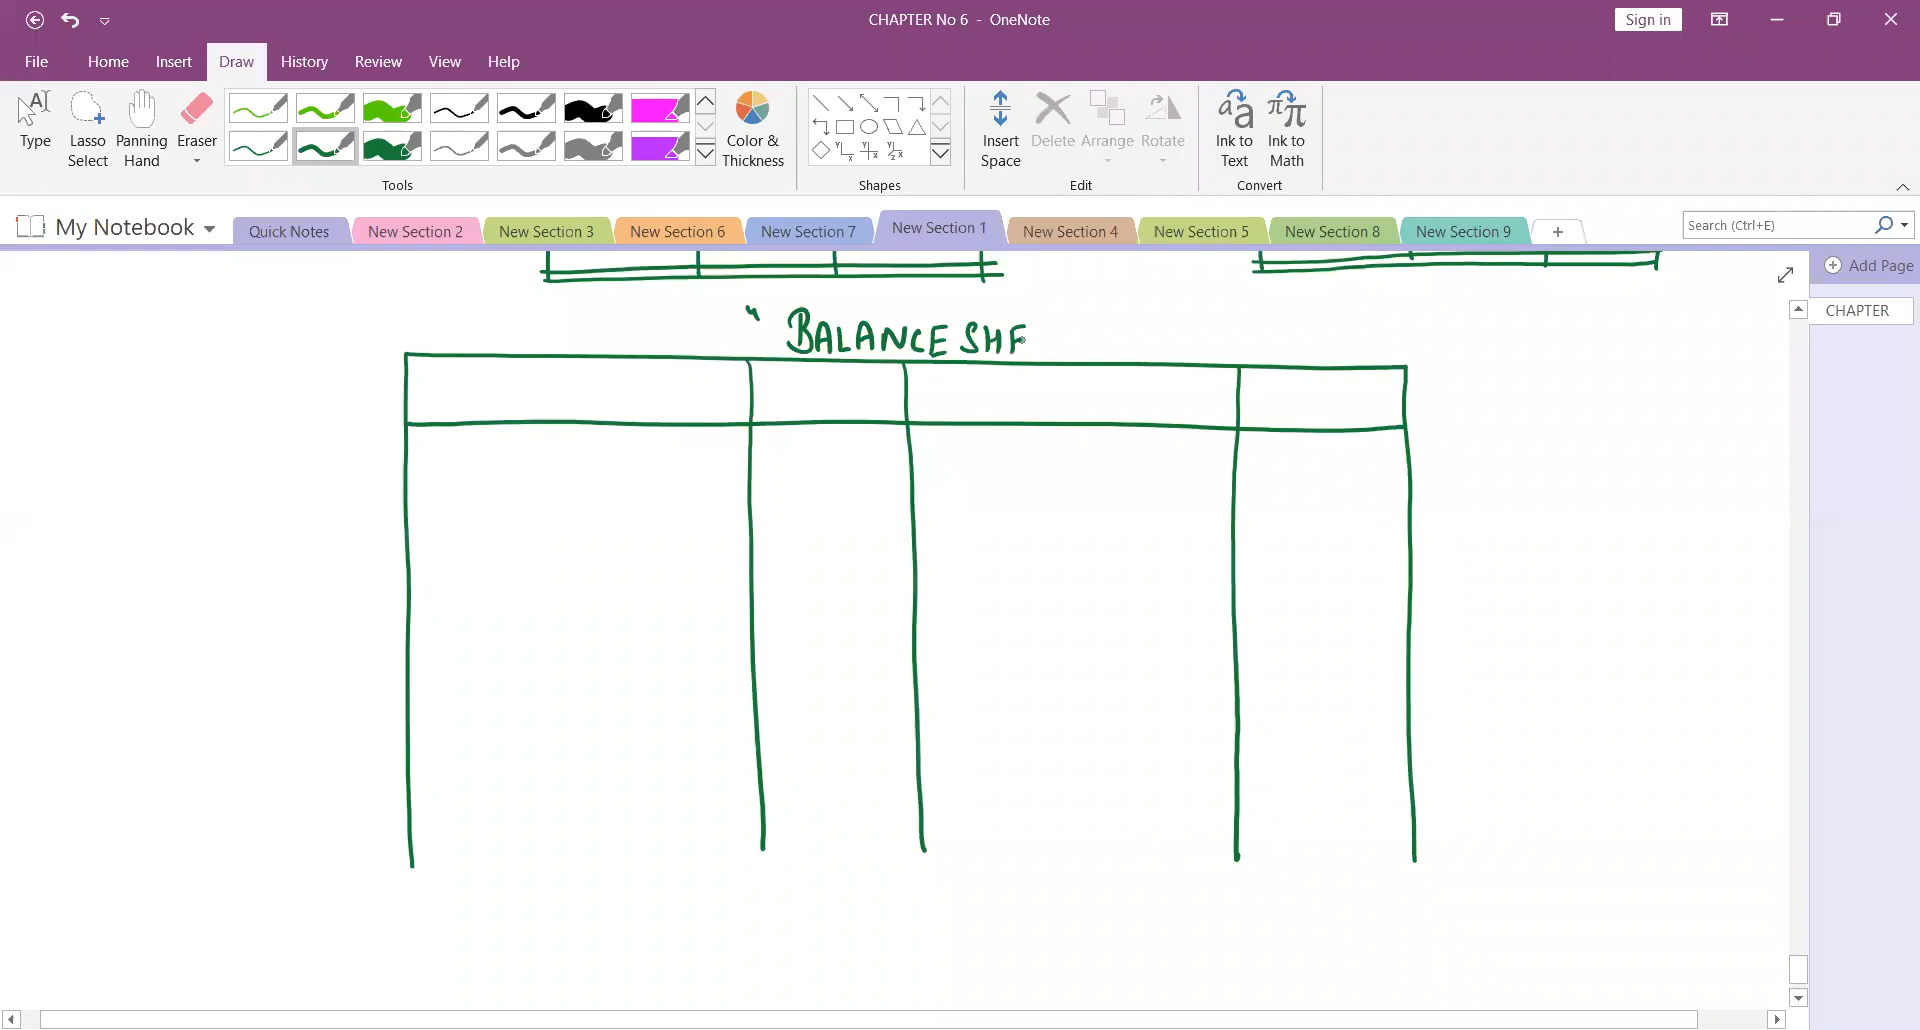 CHAPTER No 6 - OneNote
Sign in
File Home Insert Draw History Review View Help
Type
Lasso Select
Panning Hand
Eraser
Color & Thickness
Insert Space
Delete
Arrange
Rotate
Ink to Text
Ink to Math
Tools
Shapes
Edit
Convert
My Notebook
Quick Notes
New Section 2
New Section 3
New Section 6
New Section 7
New Section 1
New Section 4
New Section 5
New Section 8
New Section 9
Search (Ctrl+E)
Add Page
CHAPTER
" BALANCE SHF